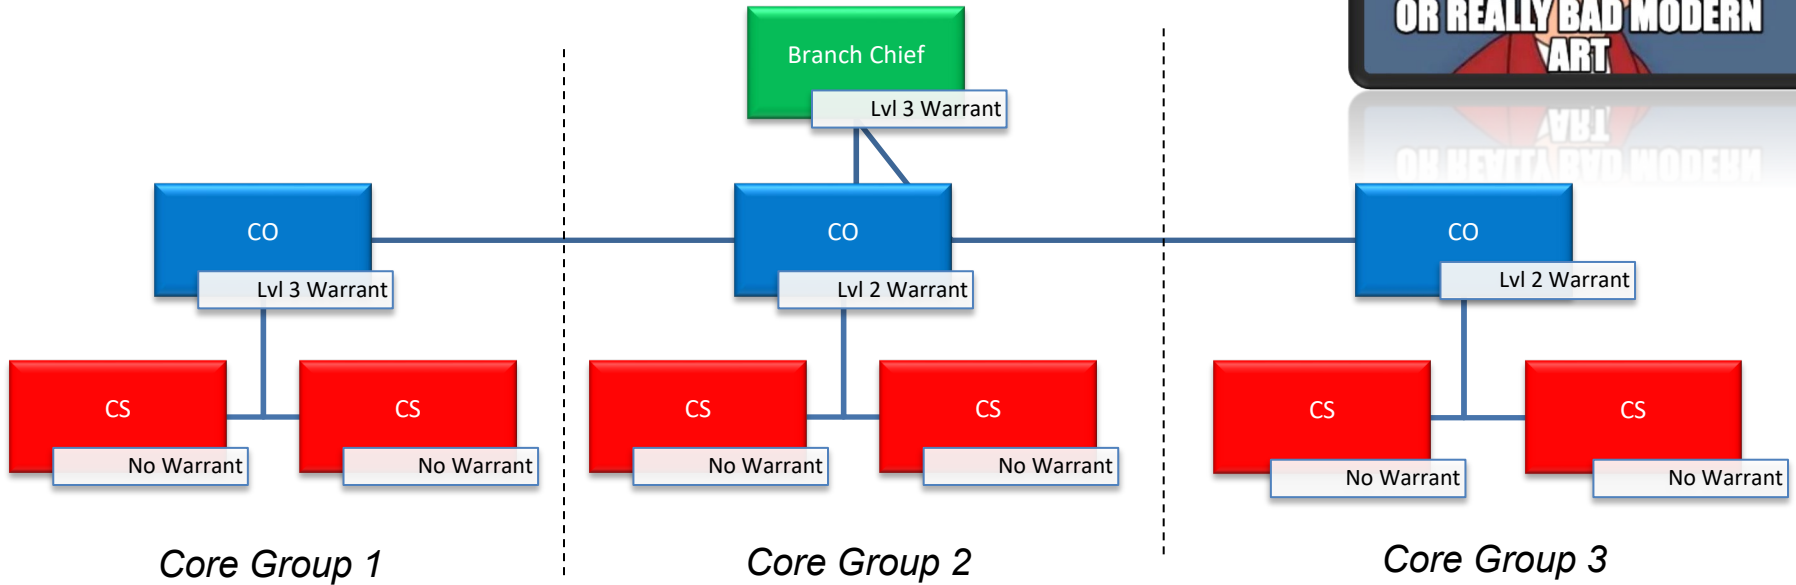 OR REALLY BAD MODERN
ART
Branch Chief
Lvl 3 Warrant
CO
Lvl 3 Warrant
CO
Lvl 2 Warrant
CO
Lvl 2 Warrant
CS
No Warrant
CS
No Warrant
CS
No Warrant
CS
No Warrant
CS
No Warrant
CS
No Warrant
Core Group 1
Core Group 2
Core Group 3